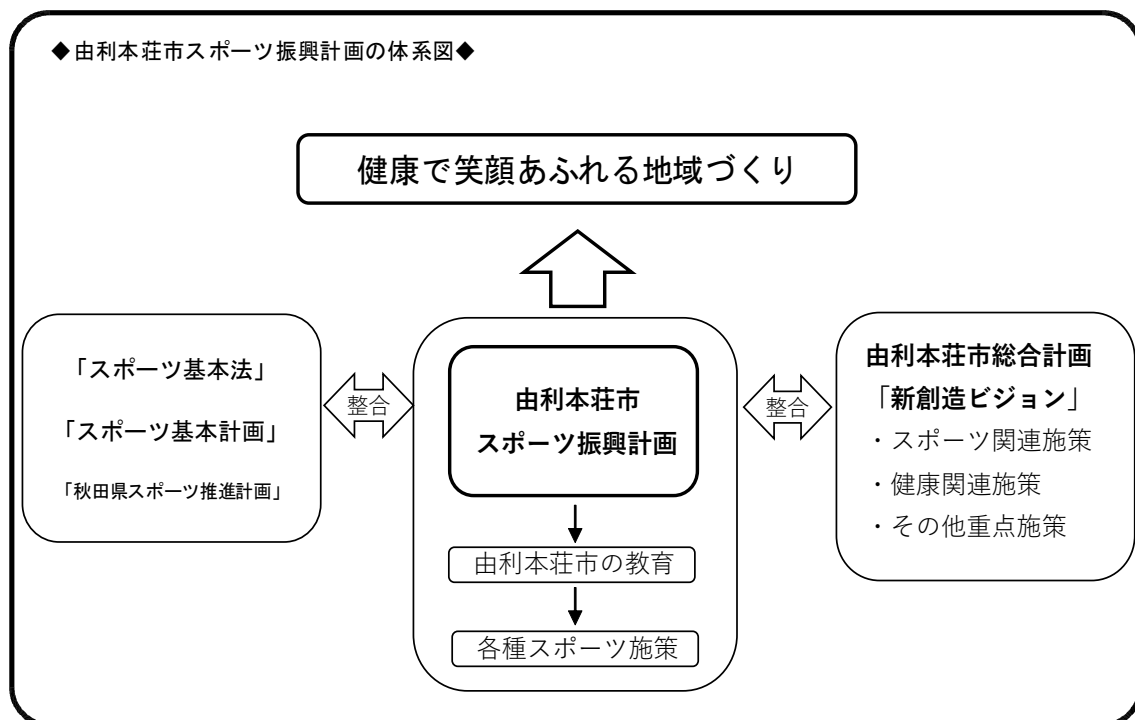 ◆由利本荘市スポーツ振興計画の体系図◆
健康で笑顔あふれる地域づくり
「スポーツ基本法」
「スポーツ基本計画」
「秋田県スポーツ推進計画」
整合
由利本荘市
スポーツ振興計画
由利本荘市の教育
各種スポーツ施策
整合
由利本荘市総合計画
「新創造ビジョン」
・スポーツ関連施策
・健康関連施策
・その他重点施策